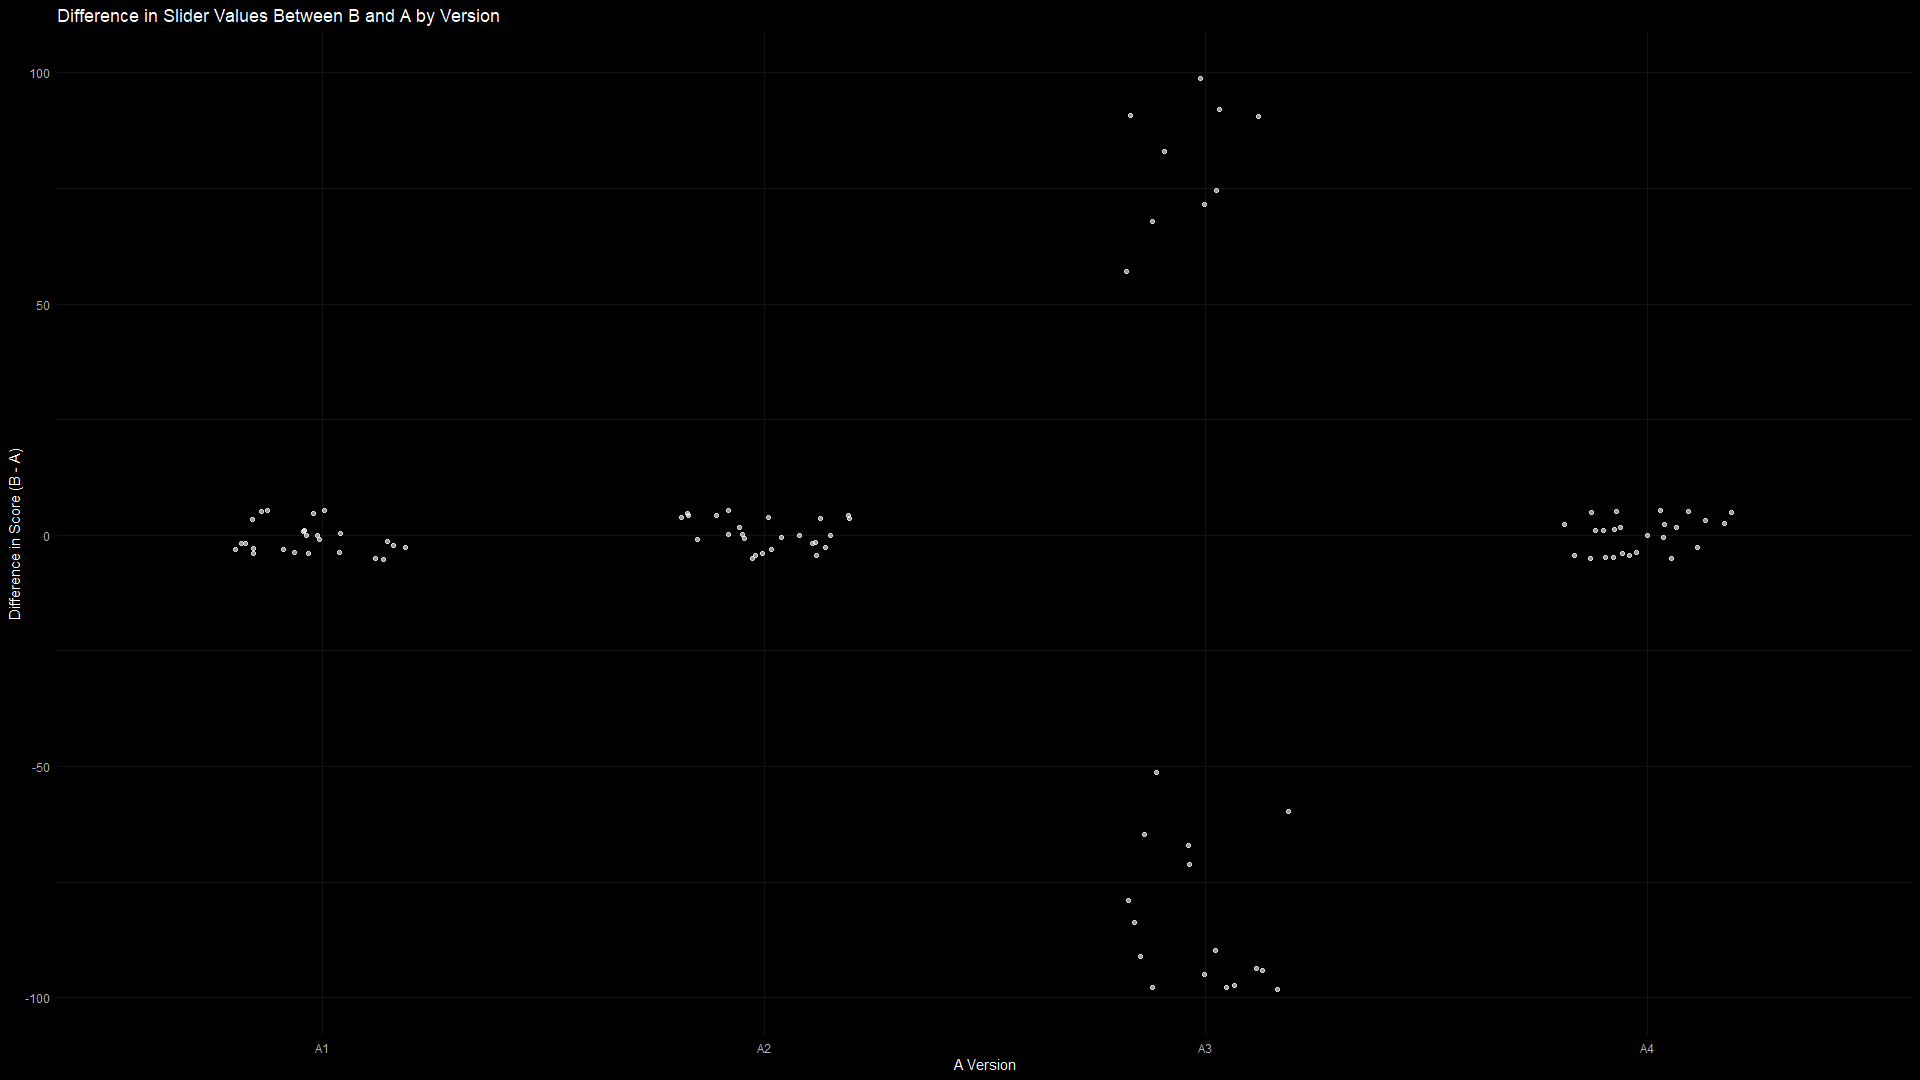 Difference in Slider Values Between B and A by Version
Difference in Score (B - A)
100
50
0
-50
-100
A1
A2
A3
A4
A Version